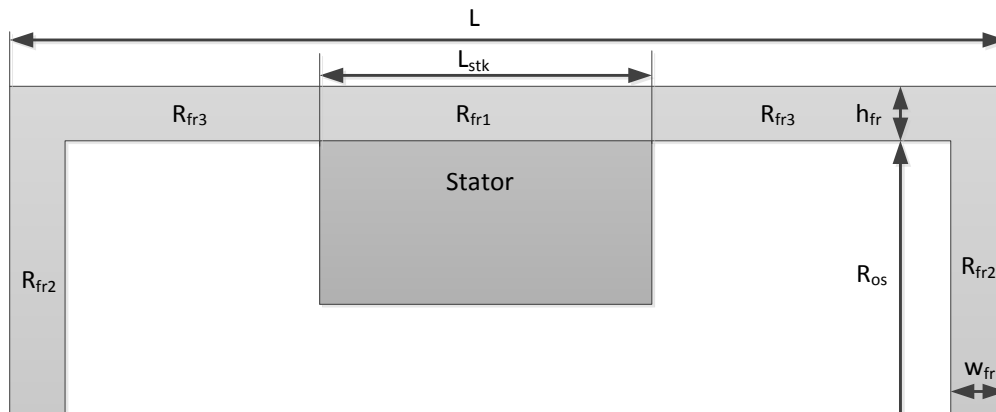 L
Lstk
Rfr3
Rfr1
Rfr3
hfr
Stator
Rfr2
Ros
Rfr2
wfr